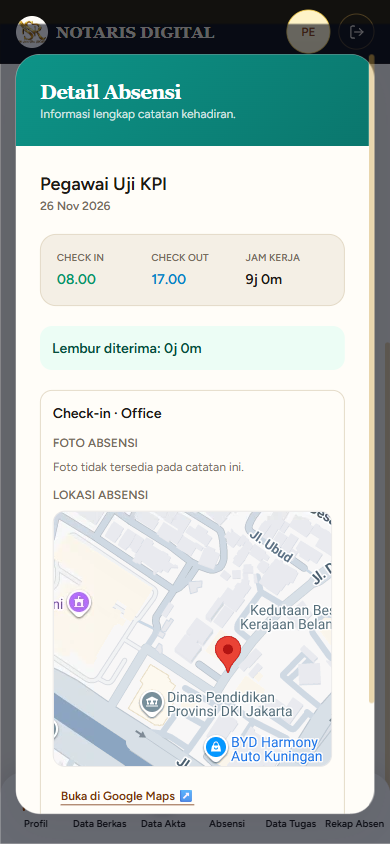 NOTARIS DIGITAL
PE
Detail Absensi
Informasi lengkap catatan kehadiran.
Pegawai Uji KPI
26 Nov 2026
CHECK IN
CHECK OUT
JAM KERJA
08.00
17.00
9j 0m
Lembur diterima: 0j 0m
Check-in · Office
FOTO ABSENSI
Foto tidak tersedia pada catatan ini.
LOKASI ABSENSI
Jl. Ubud
ni
Kedutaan Bes
Kerajaan Belan
Dinas Pendidikan
Provinsi DKI Jakarta
BYD Harmony
Auto Kuningan
Buka di Google Maps
Profil
Data Berkas
Data Akta
Absensi
Data Tugas
Rekap Absen